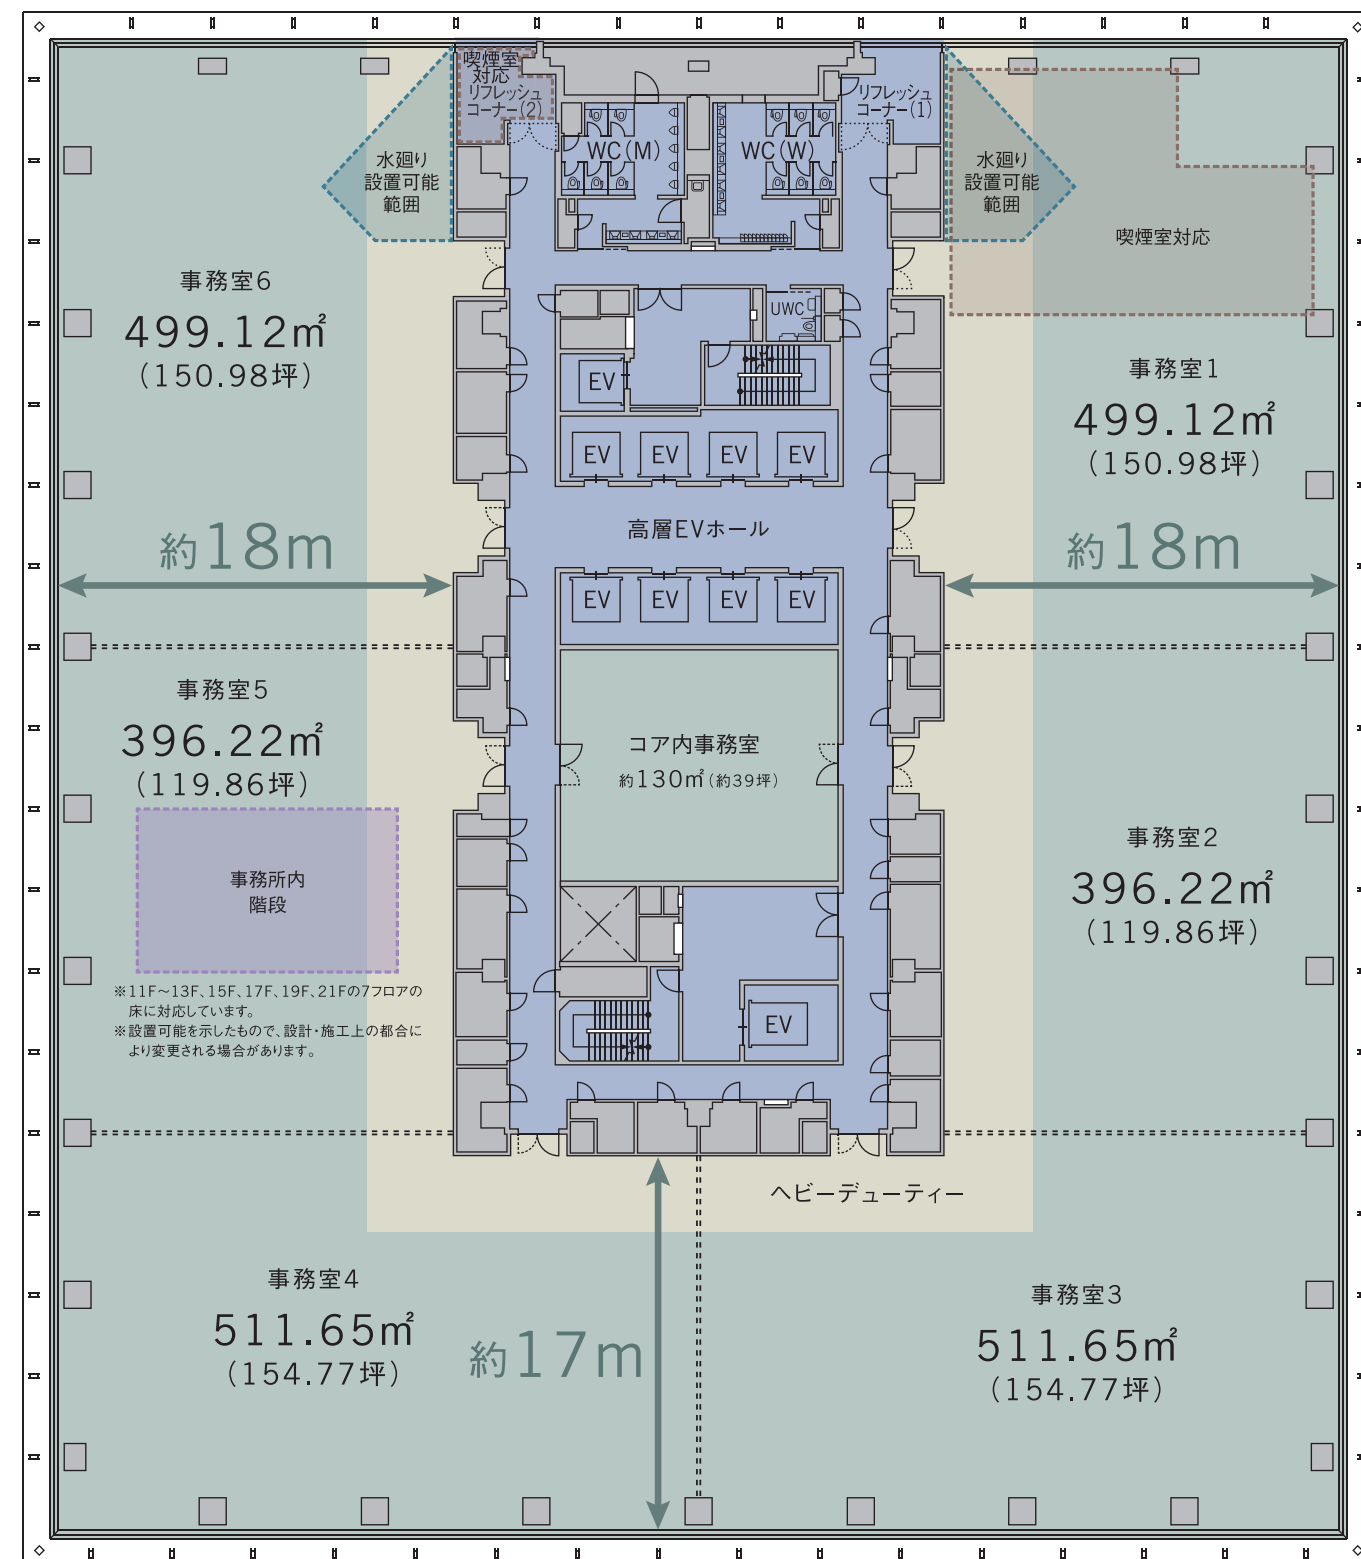 喫煙室
対応
リフレッシュ
コーナー(2)
リフレッシュ
コーナー(1)
WC(M)
WC(W)
水廻り
設置可能
範囲
水廻り
設置可能
範囲
喫煙室対応
事務室6
499.12㎡
(150.98坪)
UWC
EV
事務室1
499.12㎡
(150.98坪)
EV
EV
EV
EV
高層EVホール
約18m
約18m
EV
EV
EV
EV
事務室5
396.22㎡
(119.86坪)
コア内事務室
約130㎡(約39坪)
事務室2
396.22㎡
(119.86坪)
事務所内
階段
※11F~13F、15F、17F、19F、21Fの7フロアの
床に対応しています。
※設置可能を示したもので、設計・施工上の都合に
より変更される場合があります。
EV
ヘビーデューティー
事務室4
511.65㎡
(154.77坪)
約17m
事務室3
511.65㎡
(154.77坪)